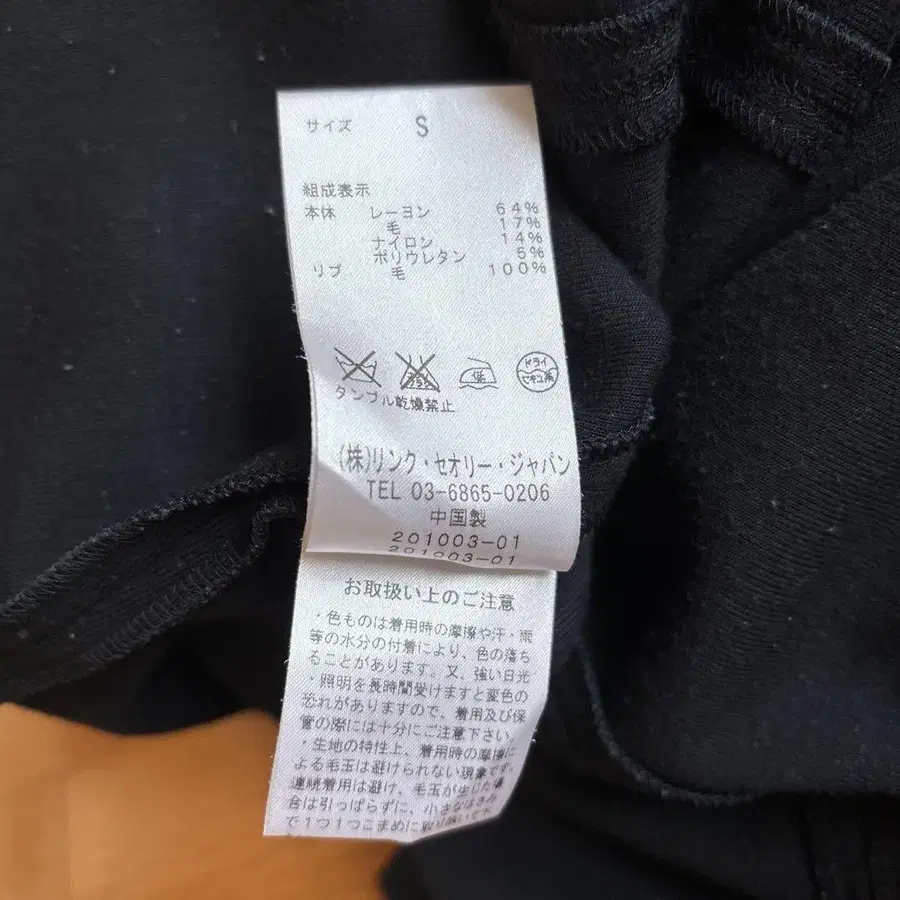 サイズ S
組成表示
本体 レーヨン 64%
毛 17%
ナイロン 14%
ポリウレタン 5%
リブ 毛 100%
低
ドライ
セキユ系
タンブル乾燥禁止
(株)リンク・セオリー・ジャパン
TEL 03-6865-0206
中国製
201003-01
201003-01
お取扱い上のご注意
・色ものは着用時の摩擦や汗・雨
等の水分の付着により、色の落ち
ることがあります。又、強い日光
・照明を長時間受けますと変色の
恐れがありますので、着用及び保
管の際には十分にご注意下さい。
・生地の特性上、着用時の摩擦に
よる毛玉は避けられない現象です。
連続着用は避け、毛玉が生じた場
合は引っぱらずに、小さなはさみ
で1つ1つこまめに